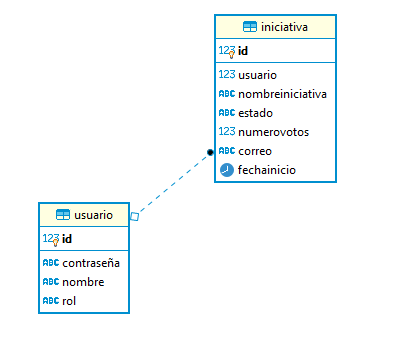 iniciativa
123 id
123 usuario
ABC nombreiniciativa
ABC estado
123 numerovotos
ABC correo
fechainicio
usuario
123 id
ABC contraseña
ABC nombre
ABC rol